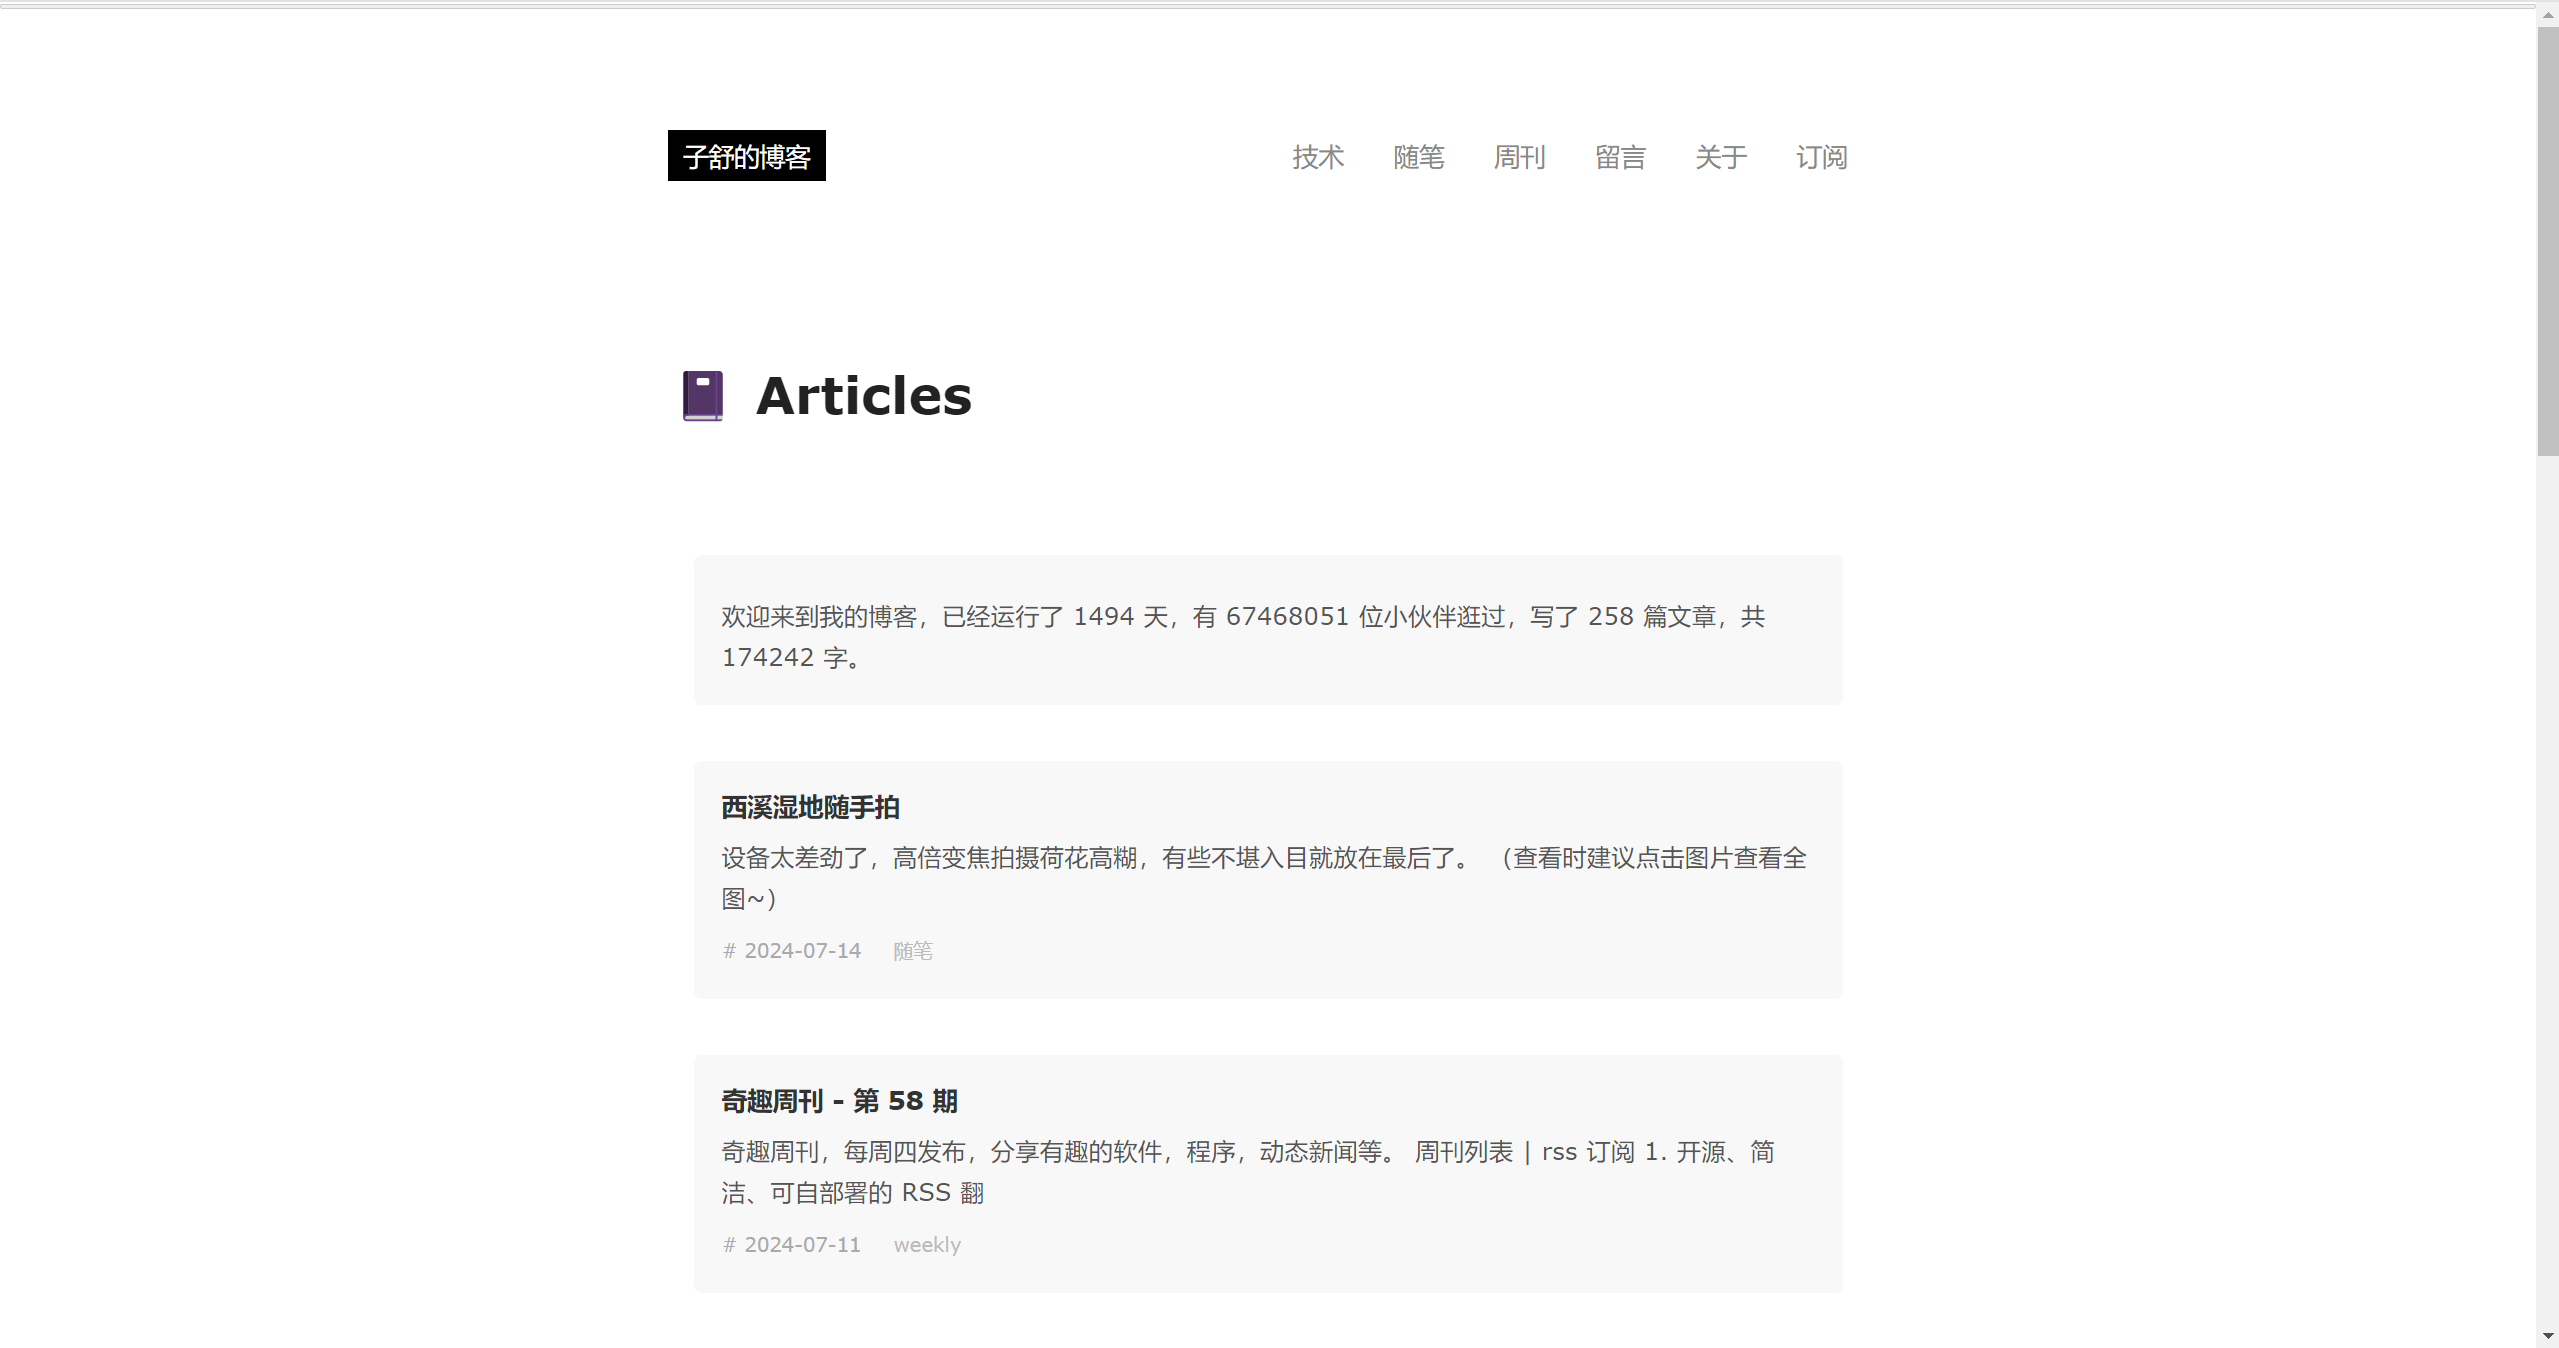 子舒的博客 技术 随笔 周刊 留言 关于 订阅
Articles
欢迎来到我的博客，已经运行了 1494 天，有 67468051 位小伙伴逛过，写了 258 篇文章，共
174242 字。
西溪湿地随手拍
设备太差劲了，高倍变焦拍摄荷花高糊，有些不堪入目就放在最后了。 （查看时建议点击图片查看全
图~）
# 2024-07-14 随笔
奇趣周刊 - 第 58 期
奇趣周刊，每周四发布，分享有趣的软件，程序，动态新闻等。 周刊列表 | rss 订阅 1. 开源、简
洁、可自部署的 RSS 翻
# 2024-07-11 weekly